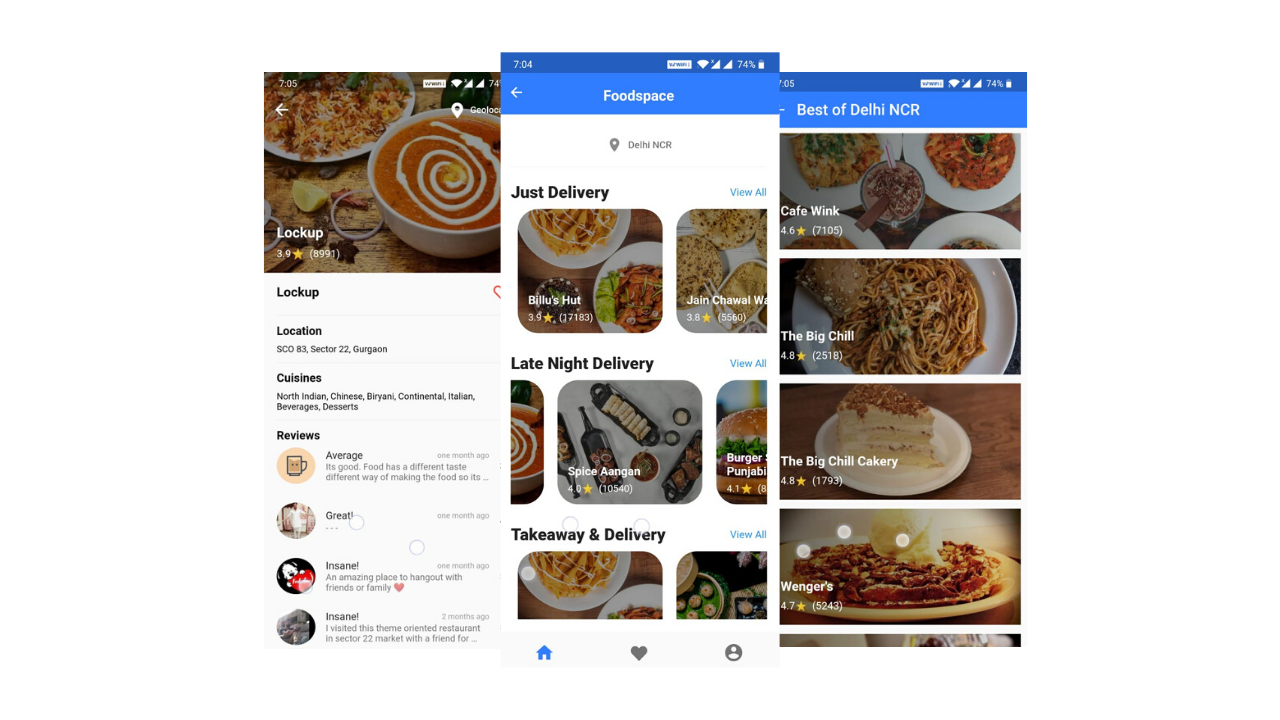 7:05
VoWIFI
74%
Geoloca
Lockup
3.9 (8991)
Lockup
Location
SCO 83, Sector 22, Gurgaon
Cuisines
North Indian, Chinese, Biryani, Continental, Italian,
Beverages, Desserts
Reviews
Average
one month ago
Its good. Food has a different taste
different way of making the food so its ...
Great!
one month ago
- - -
Insane!
one month ago
An amazing place to hangout with
friends or family ❤️
Insane!
2 months ago
I visited this theme oriented restaurant
in sector 22 market with a friend for ...
7:04
VoWIFI
74%
Foodspace
Delhi NCR
Just Delivery
View All
Billu's Hut
3.9 (17183)
Jain Chawal Wa
3.8 (5560)
Late Night Delivery
View All
Spice Aangan
4.0 (10540)
Burger
Punjabi
4.1 (8
Takeaway & Delivery
View All
7:05
VoWIFI
74%
Best of Delhi NCR
Cafe Wink
4.6 (7105)
The Big Chill
4.8 (2518)
The Big Chill Cakery
4.8 (1793)
Wenger's
4.7 (5243)